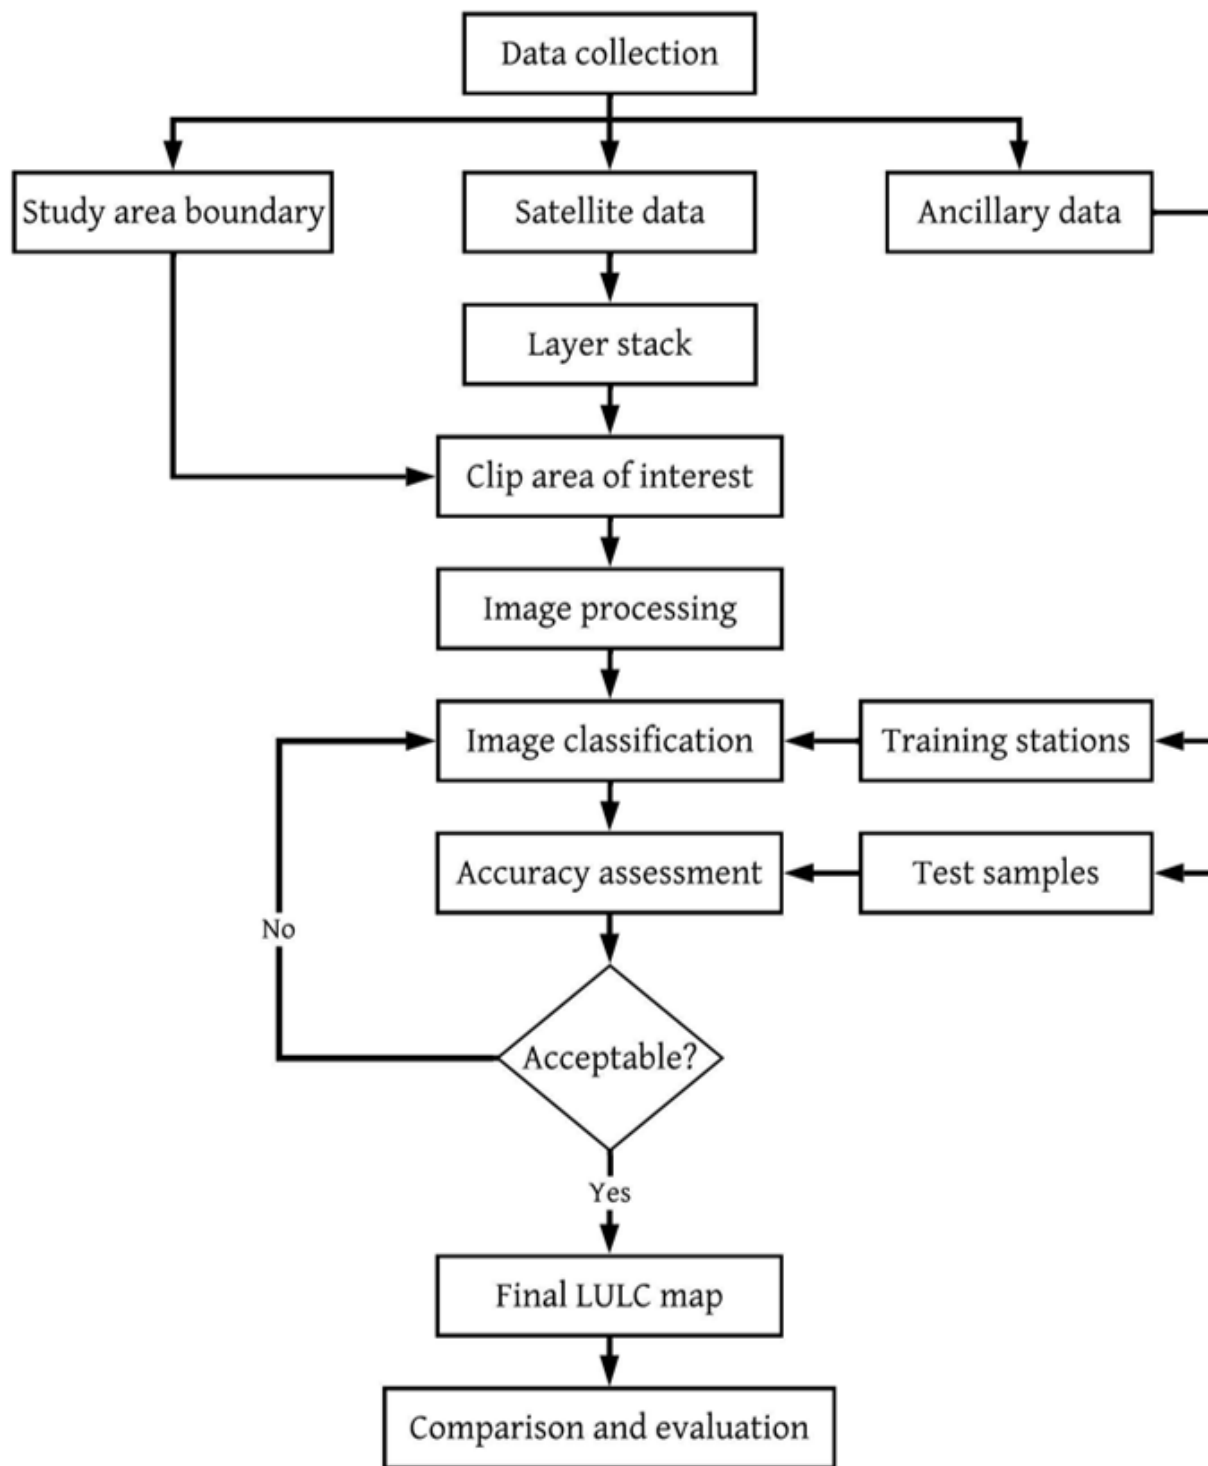 Data collection
Study area boundary
Satellite data
Ancillary data
Layer stack
Clip area of interest
Image processing
Image classification
Training stations
Accuracy assessment
Test samples
No
Acceptable?
Yes
Final LULC map
Comparison and evaluation